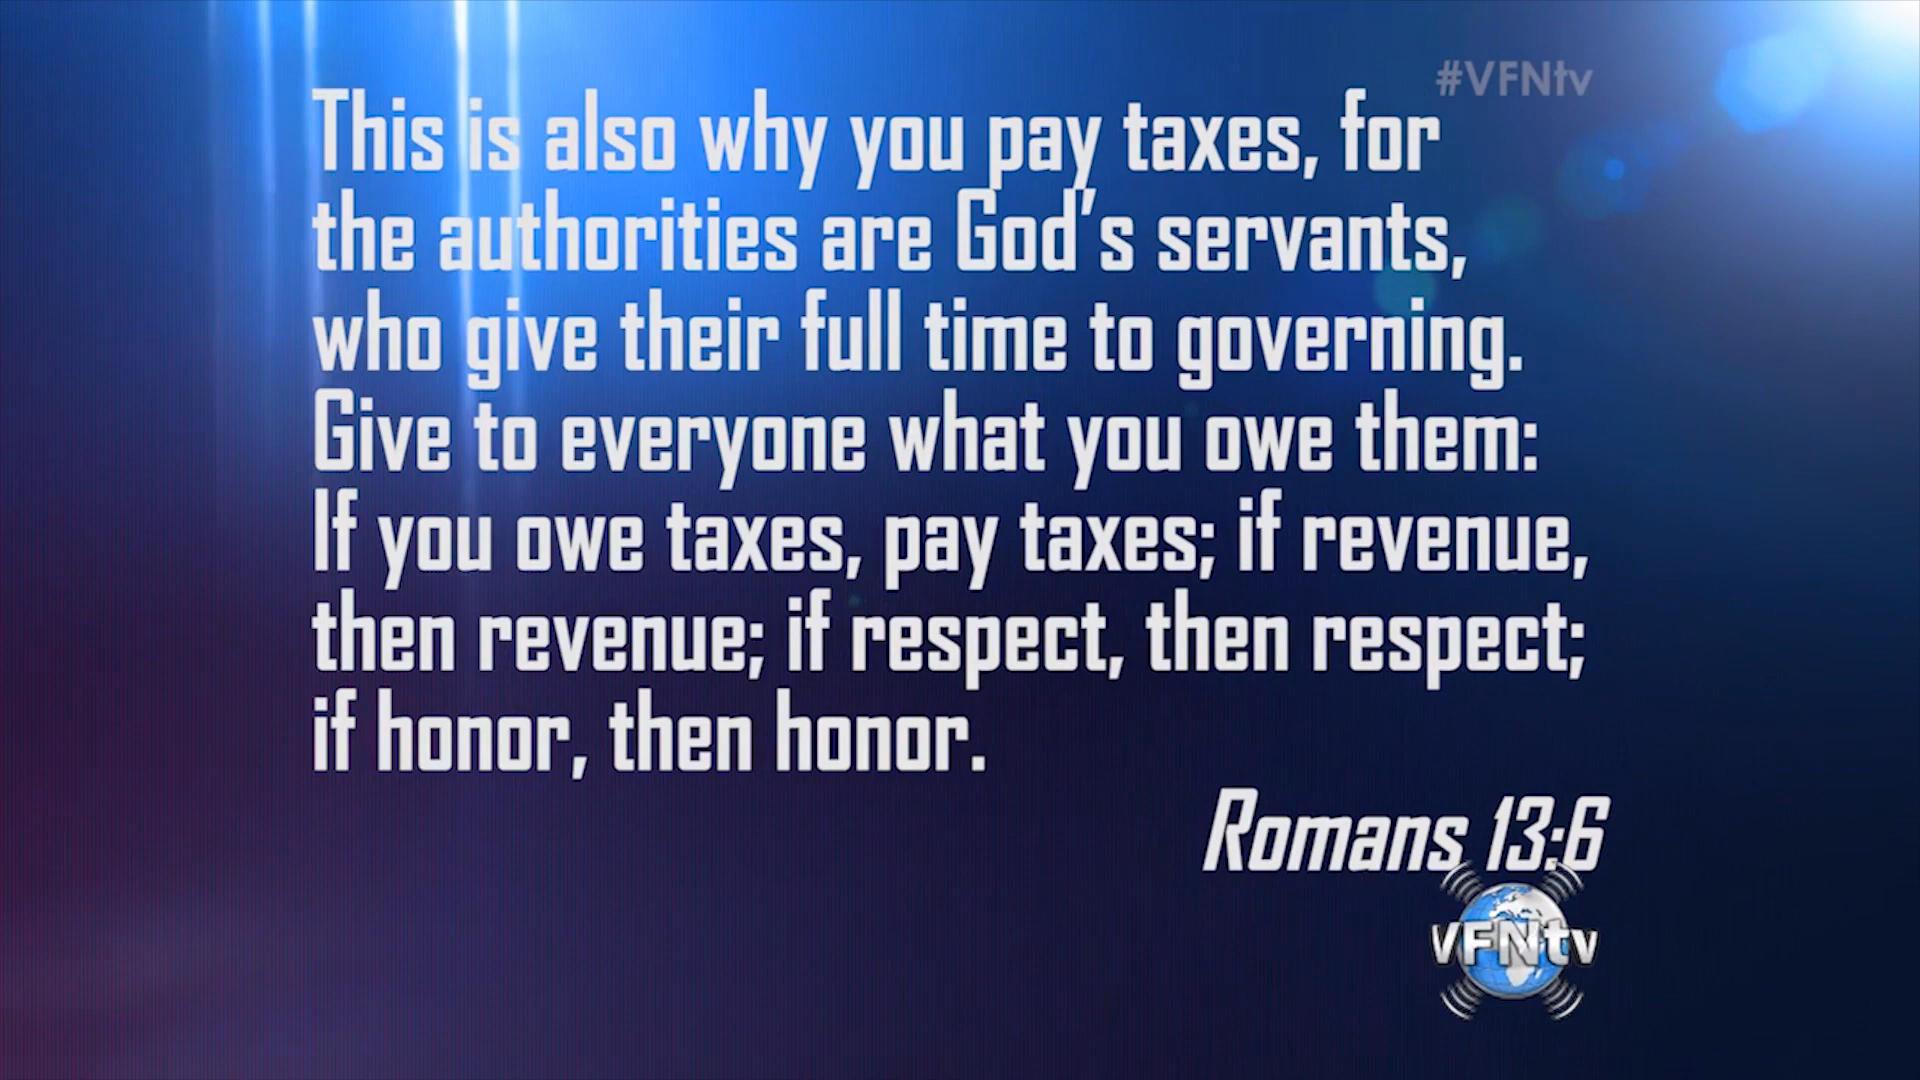 #VFNtv
This is also why you pay taxes, for
the authorities are God's servants,
who give their full time to governing.
Give to everyone what you owe them:
If you owe taxes, pay taxes; if revenue,
then revenue; if respect, then respect;
if honor, then honor.
Romans 13:6
VFNtv